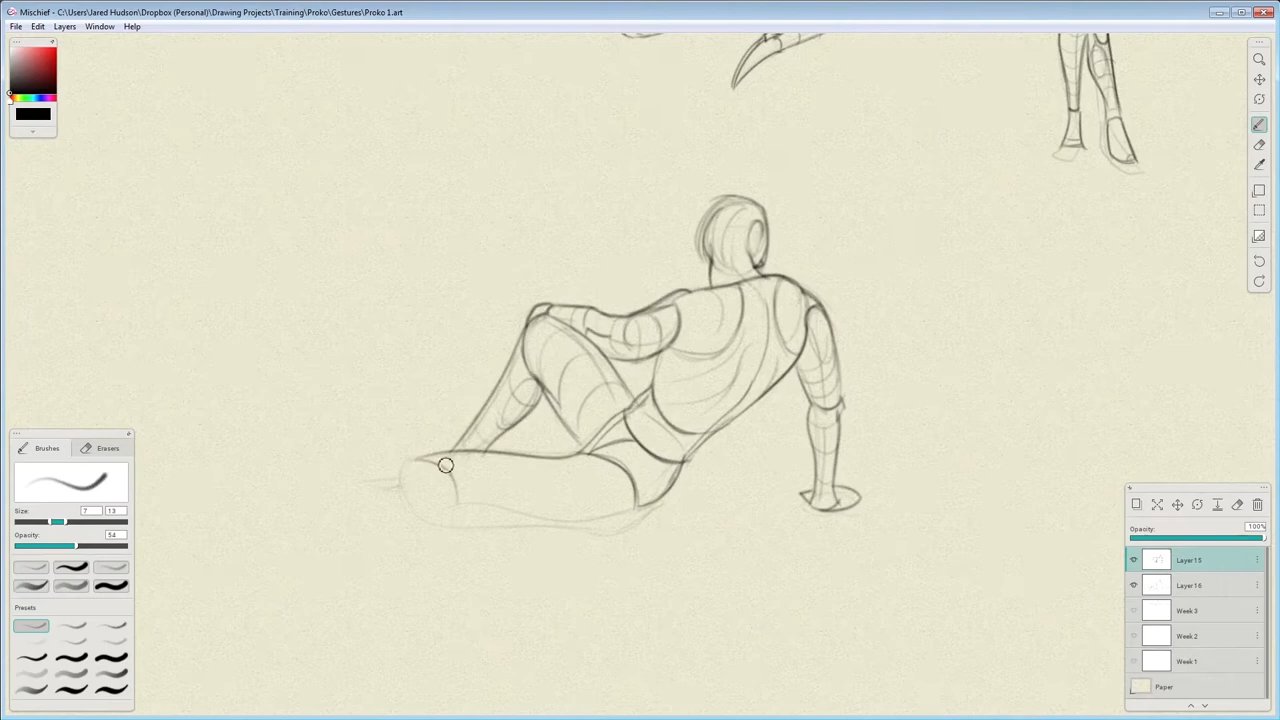 Mischief - C:\Users\Jared Hudson\Dropbox (Personal)\Drawing Projects\Training\Proko\Gestures\Proko 1.art
File Edit Layers Window Help
Brushes Erasers
Size: 7 13
Opacity: 54
Presets
Opacity: 100%
Layer 15
Layer 16
Week 3
Week 2
Week 1
Paper